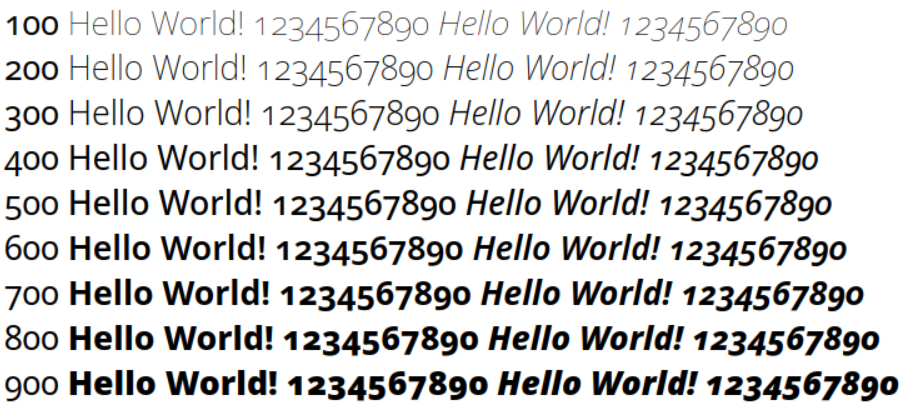 100 Hello World! 1234567890 Hello World! 1234567890
200 Hello World! 1234567890 Hello World! 1234567890
300 Hello World! 1234567890 Hello World! 1234567890
400 Hello World! 1234567890 Hello World! 1234567890
500 Hello World! 1234567890 Hello World! 1234567890
600 Hello World! 1234567890 Hello World! 1234567890
700 Hello World! 1234567890 Hello World! 1234567890
800 Hello World! 1234567890 Hello World! 1234567890
900 Hello World! 1234567890 Hello World! 1234567890